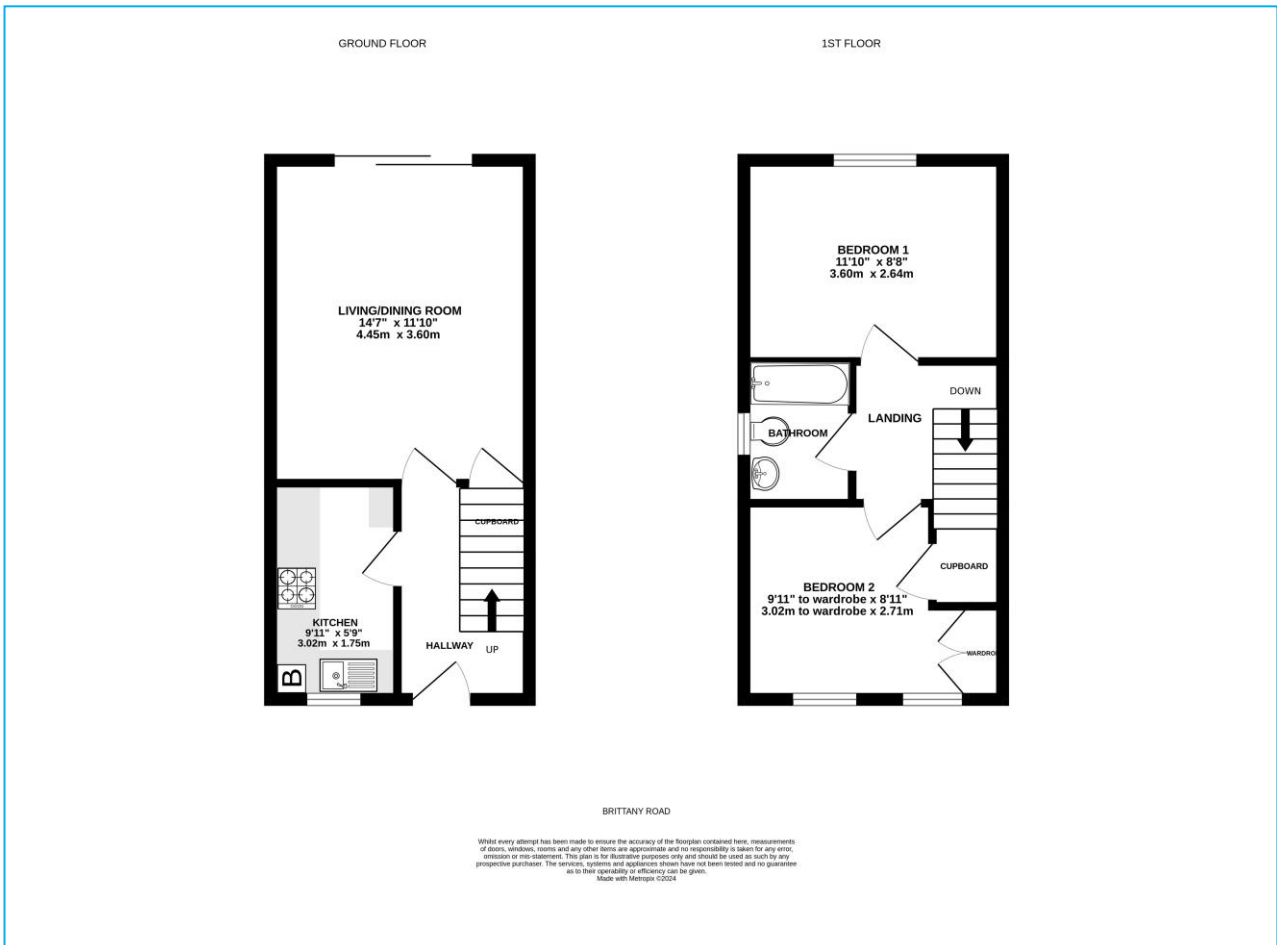 GROUND FLOOR
1ST FLOOR
LIVING/DINING ROOM
14'7" x 11'10"
4.45m x 3.60m
CUPBOARD
KITCHEN
9'11" x 5'9"
3.02m x 1.75m
HALLWAY
UP
B
BEDROOM 1
11'10" x 8'8"
3.60m x 2.64m
DOWN
LANDING
BATHROOM
CUPBOARD
BEDROOM 2
9'11" to wardrobe x 8'11"
3.02m to wardrobe x 2.71m
WARDRO
BRITTANY ROAD
Whilst every attempt has been made to ensure the accuracy of the floorplan contained here, measurements
of doors, windows, rooms and any other items are approximate and no responsibility is taken for any error,
omission or mis-statement. This plan is for illustrative purposes only and should be used as such by any
prospective purchaser. The services, systems and appliances shown have not been tested and no guarantee
as to their operability or efficiency can be given.
Made with Metropix ©2024